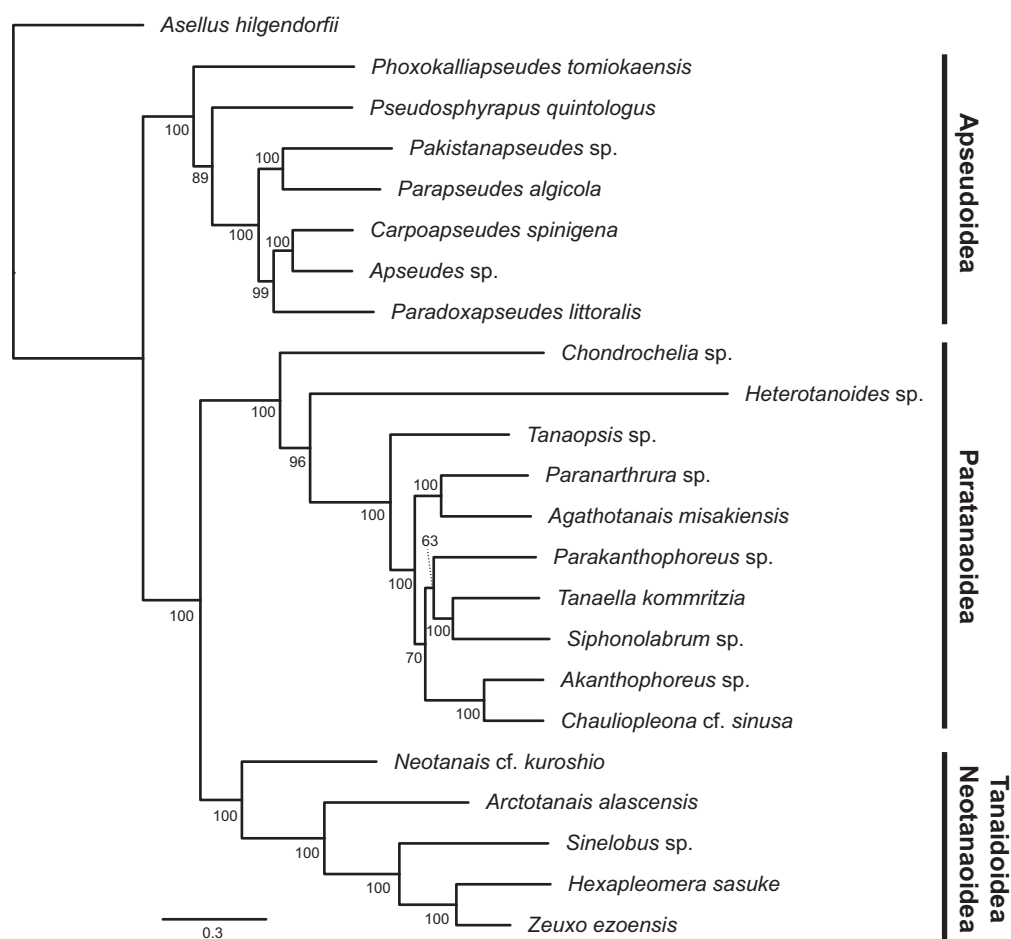 Asellus hilgendorfii
Phoxokalliapseudes tomiokaensis
100
Pseudosphyrapus quintologus
89
Pakistanapseudes sp.
100
Parapseudes algicola
100
Carpoapseudes spinigena
100
Apseudes sp.
99
Paradoxapseudes littoralis
Apseudoidea
Chondrochelia sp.
100
Heterotanoides sp.
96
Tanaopsis sp.
100
Paranarthrura sp.
100
Agathotanais misakiensis
100
63
Parakanthophoreus sp.
Tanaella kommritzia
100
Siphonolabrum sp.
70
Akanthophoreus sp.
100
Chauliopleona cf. sinusa
Paratanaoidea
100
Neotanais cf. kuroshio
100
Arctotanais alascensis
100
Sinelobus sp.
100
Hexapleomera sasuke
100
Zeuxo ezoensis
Tanaidoidea
Neotanaoidea
0.3